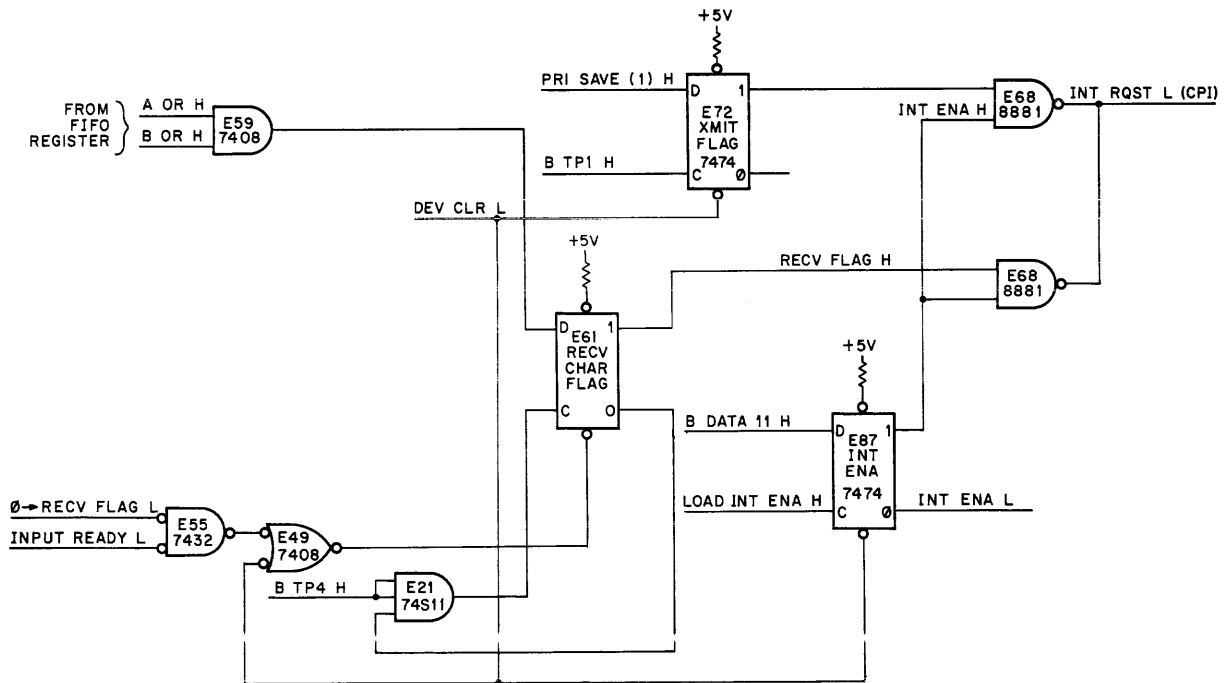 +5V
PRI SAVE (1) H
D 1
E72
XMIT
FLAG
7474
C Ø
B TP1 H
E68
8881
INT RQST L (CPI)
INT ENA H
FROM
FIFO
REGISTER
A OR H
B OR H
E59
7408
DEV CLR L
+5V
RECV FLAG H
E68
8881
D 1
E61
RECV
CHAR
FLAG
C O
+5V
B DATA 11 H
D 1
E87
INT
ENA
7474
C Ø
LOAD INT ENA H
INT ENA L
Ø→RECV FLAG L
INPUT READY L
E55
7432
E49
7408
B TP4 H
E21
74S11